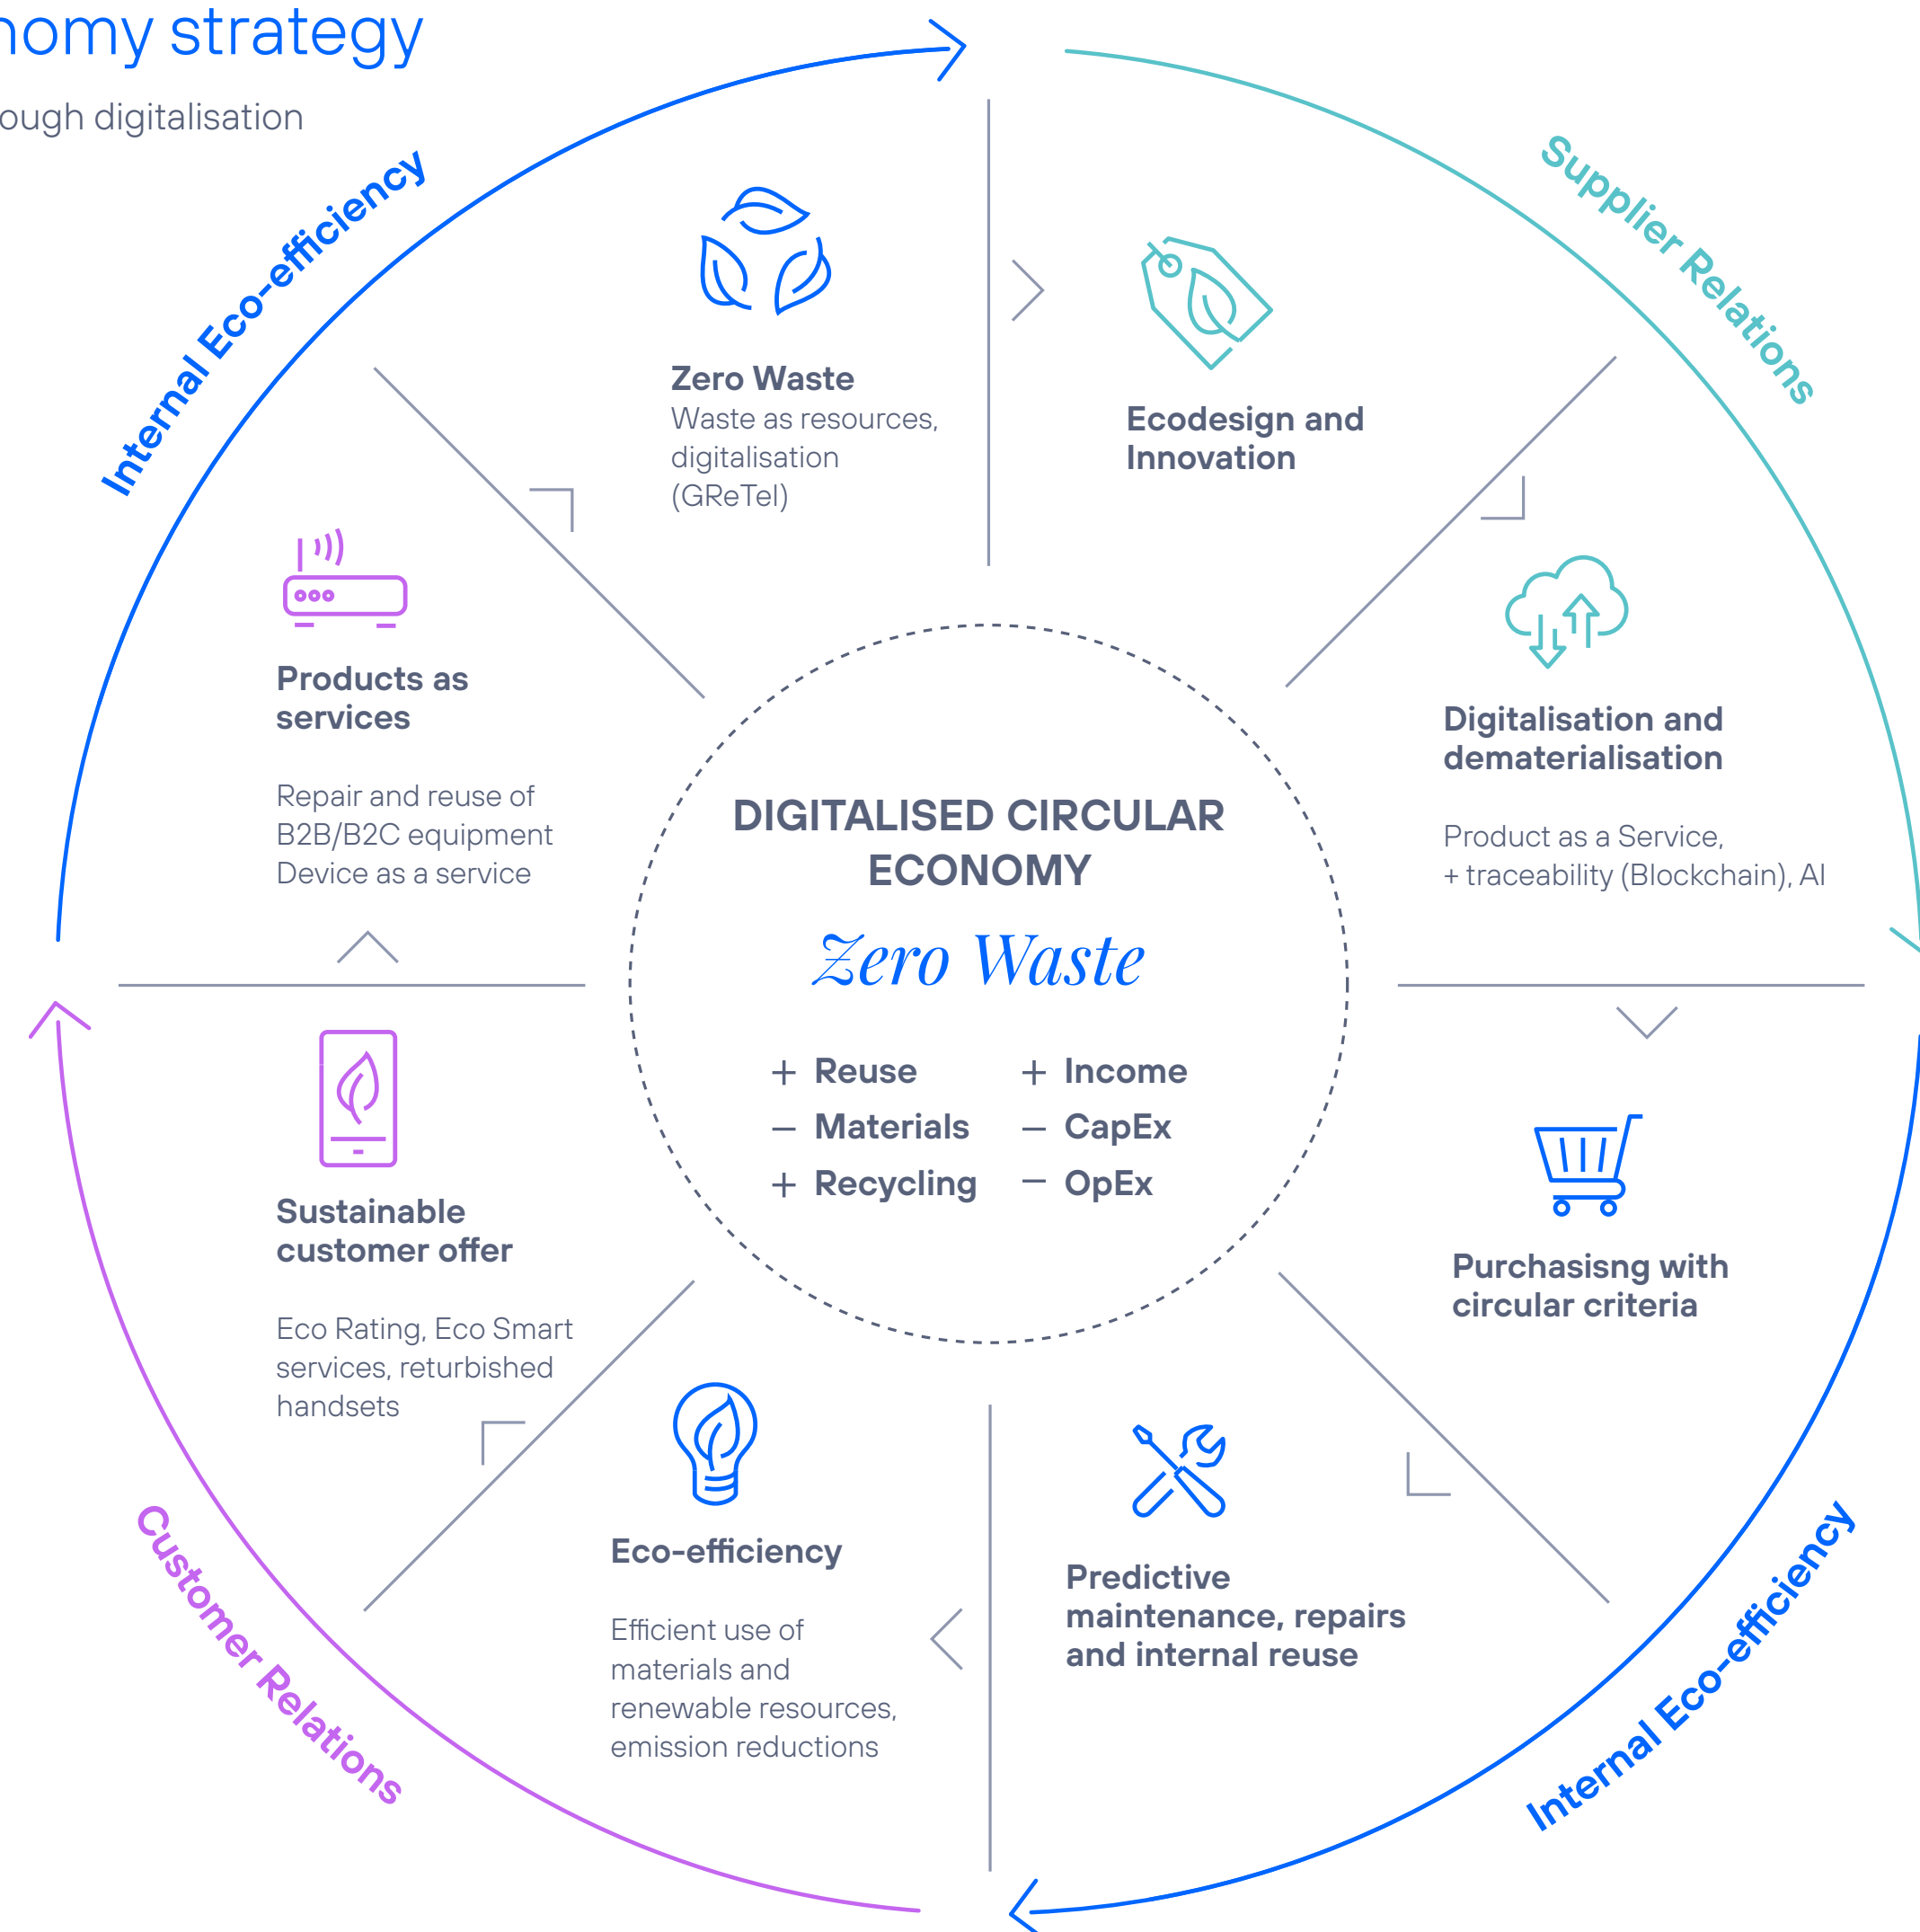 nomy strategy
ough digitalisation
Internal Eco-efficiency
Supplier Relations
Zero Waste
Waste as resources,
digitalisation
(GReTel)
Ecodesign and
Innovation
Digitalisation and
dematerialisation
Product as a Service,
+ traceability (Blockchain), AI
Purchasisng with
circular criteria
Internal Eco-efficiency
Predictive
maintenance, repairs
and internal reuse
Eco-efficiency
Efficient use of
materials and
renewable resources,
emission reductions
Customer Relations
Sustainable
customer offer
Eco Rating, Eco Smart
services, returbished
handsets
Products as
services
Repair and reuse of
B2B/B2C equipment
Device as a service
DIGITALISED CIRCULAR
ECONOMY
Zero Waste
+ Reuse
– Materials
+ Recycling
+ Income
– CapEx
– OpEx